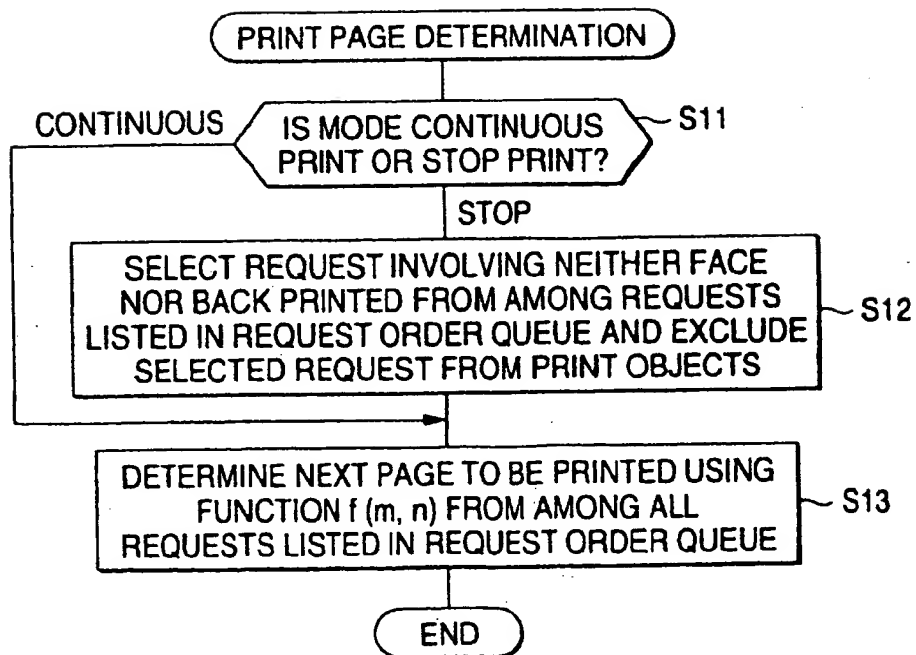 PRINT PAGE DETERMINATION
CONTINUOUS
IS MODE CONTINUOUS
PRINT OR STOP PRINT?
S11
STOP
SELECT REQUEST INVOLVING NEITHER FACE
NOR BACK PRINTED FROM AMONG REQUESTS
LISTED IN REQUEST ORDER QUEUE AND EXCLUDE
SELECTED REQUEST FROM PRINT OBJECTS
S12
DETERMINE NEXT PAGE TO BE PRINTED USING
FUNCTION f (m, n) FROM AMONG ALL
REQUESTS LISTED IN REQUEST ORDER QUEUE
S13
END